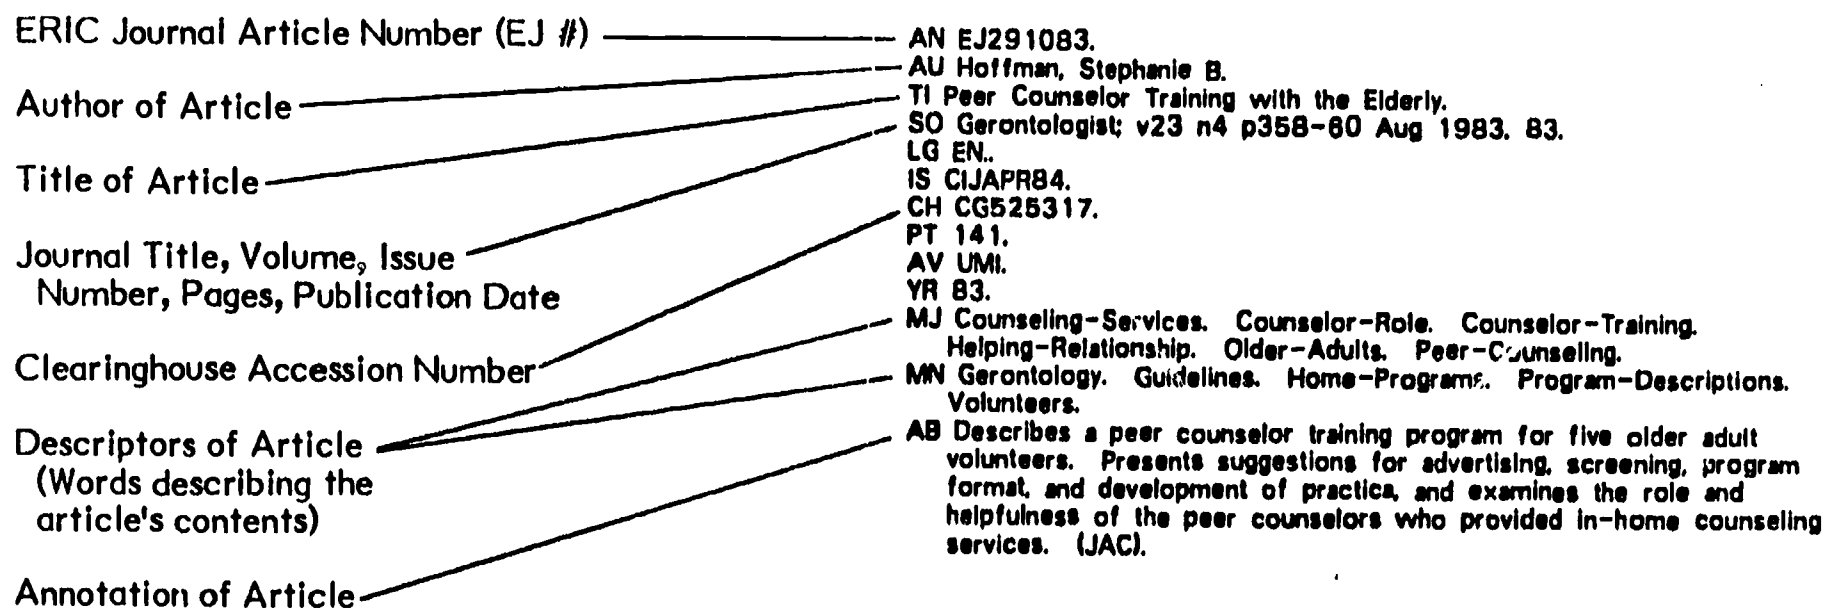 ERIC Journal Article Number (EJ #)
Author of Article
Title of Article
Journal Title, Volume, Issue
Number, Pages, Publication Date
Clearinghouse Accession Number
Descriptors of Article
(Words describing the
article's contents)
Annotation of Article
AN EJ291083.
AU Hoffman, Stephanie B.
TI Peer Counselor Training with the Elderly.
SO Gerontologist; v23 n4 p358-60 Aug 1983. 83.
LG EN..
IS CIJAPR84.
CH CG525317.
PT 141.
AV UMI.
YR 83.
MJ Counseling-Services. Counselor-Role. Counselor-Training.
Helping-Relationship. Older-Adults. Peer-Counseling.
MN Gerontology. Guidelines. Home-Programs. Program-Descriptions.
Volunteers.
AB Describes a peer counselor training program for five older adult
volunteers. Presents suggestions for advertising, screening, program
format, and development of practica, and examines the role and
helpfulness of the peer counselors who provided in-home counseling
services. (JAC).